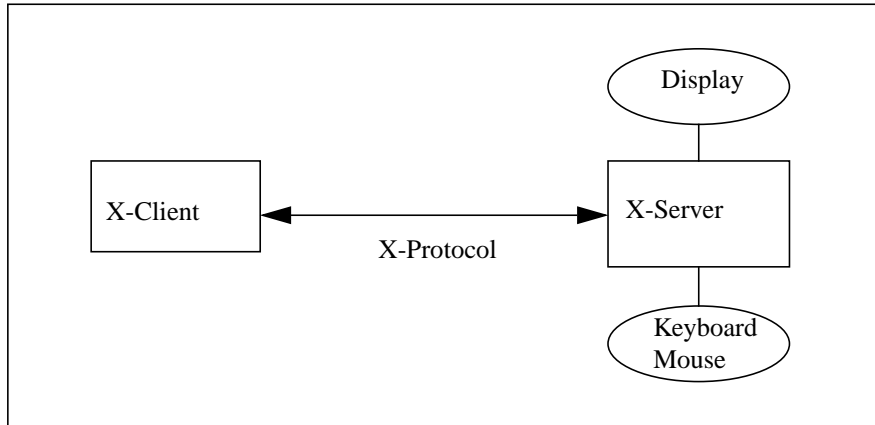 Display
X-Client
X-Server
X-Protocol
Keyboard
Mouse